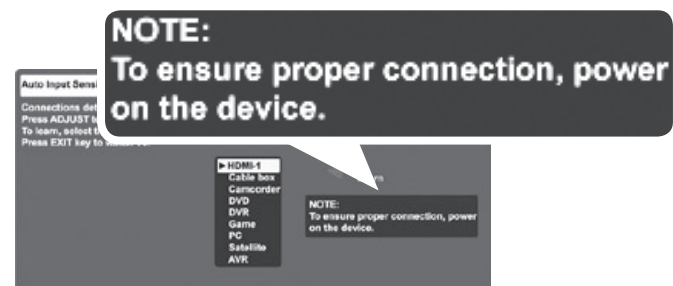 NOTE:
To ensure proper connection, power
on the device.
Auto Input Sensi
Connections det
Press ADJUST t
To learn, select t
Press EXIT key to
HDMI-1
Cable box
Camcorder
DVD
DVR
Game
PC
Satellite
AVR
NOTE:
To ensure proper connection, power
on the device.